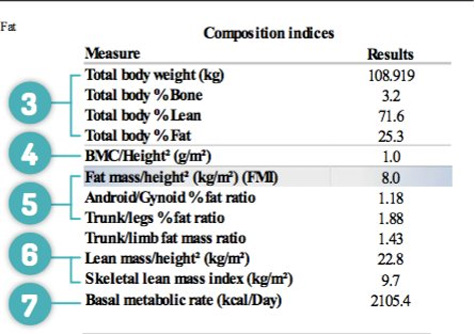 Fat
Composition indices
Measure Results
Total body weight (kg) 108.919
3
Total body % Bone 3.2
Total body % Lean 71.6
Total body % Fat 25.3
4 BMC/Height² (g/m²) 1.0
Fat mass/height² (kg/m²) (FMI) 8.0
5 Android/Gynoid % fat ratio 1.18
Trunk/legs % fat ratio 1.88
Trunk/limb fat mass ratio 1.43
6 Lean mass/height² (kg/m²) 22.8
Skeletal lean mass index (kg/m²) 9.7
7 Basal metabolic rate (kcal/Day) 2105.4